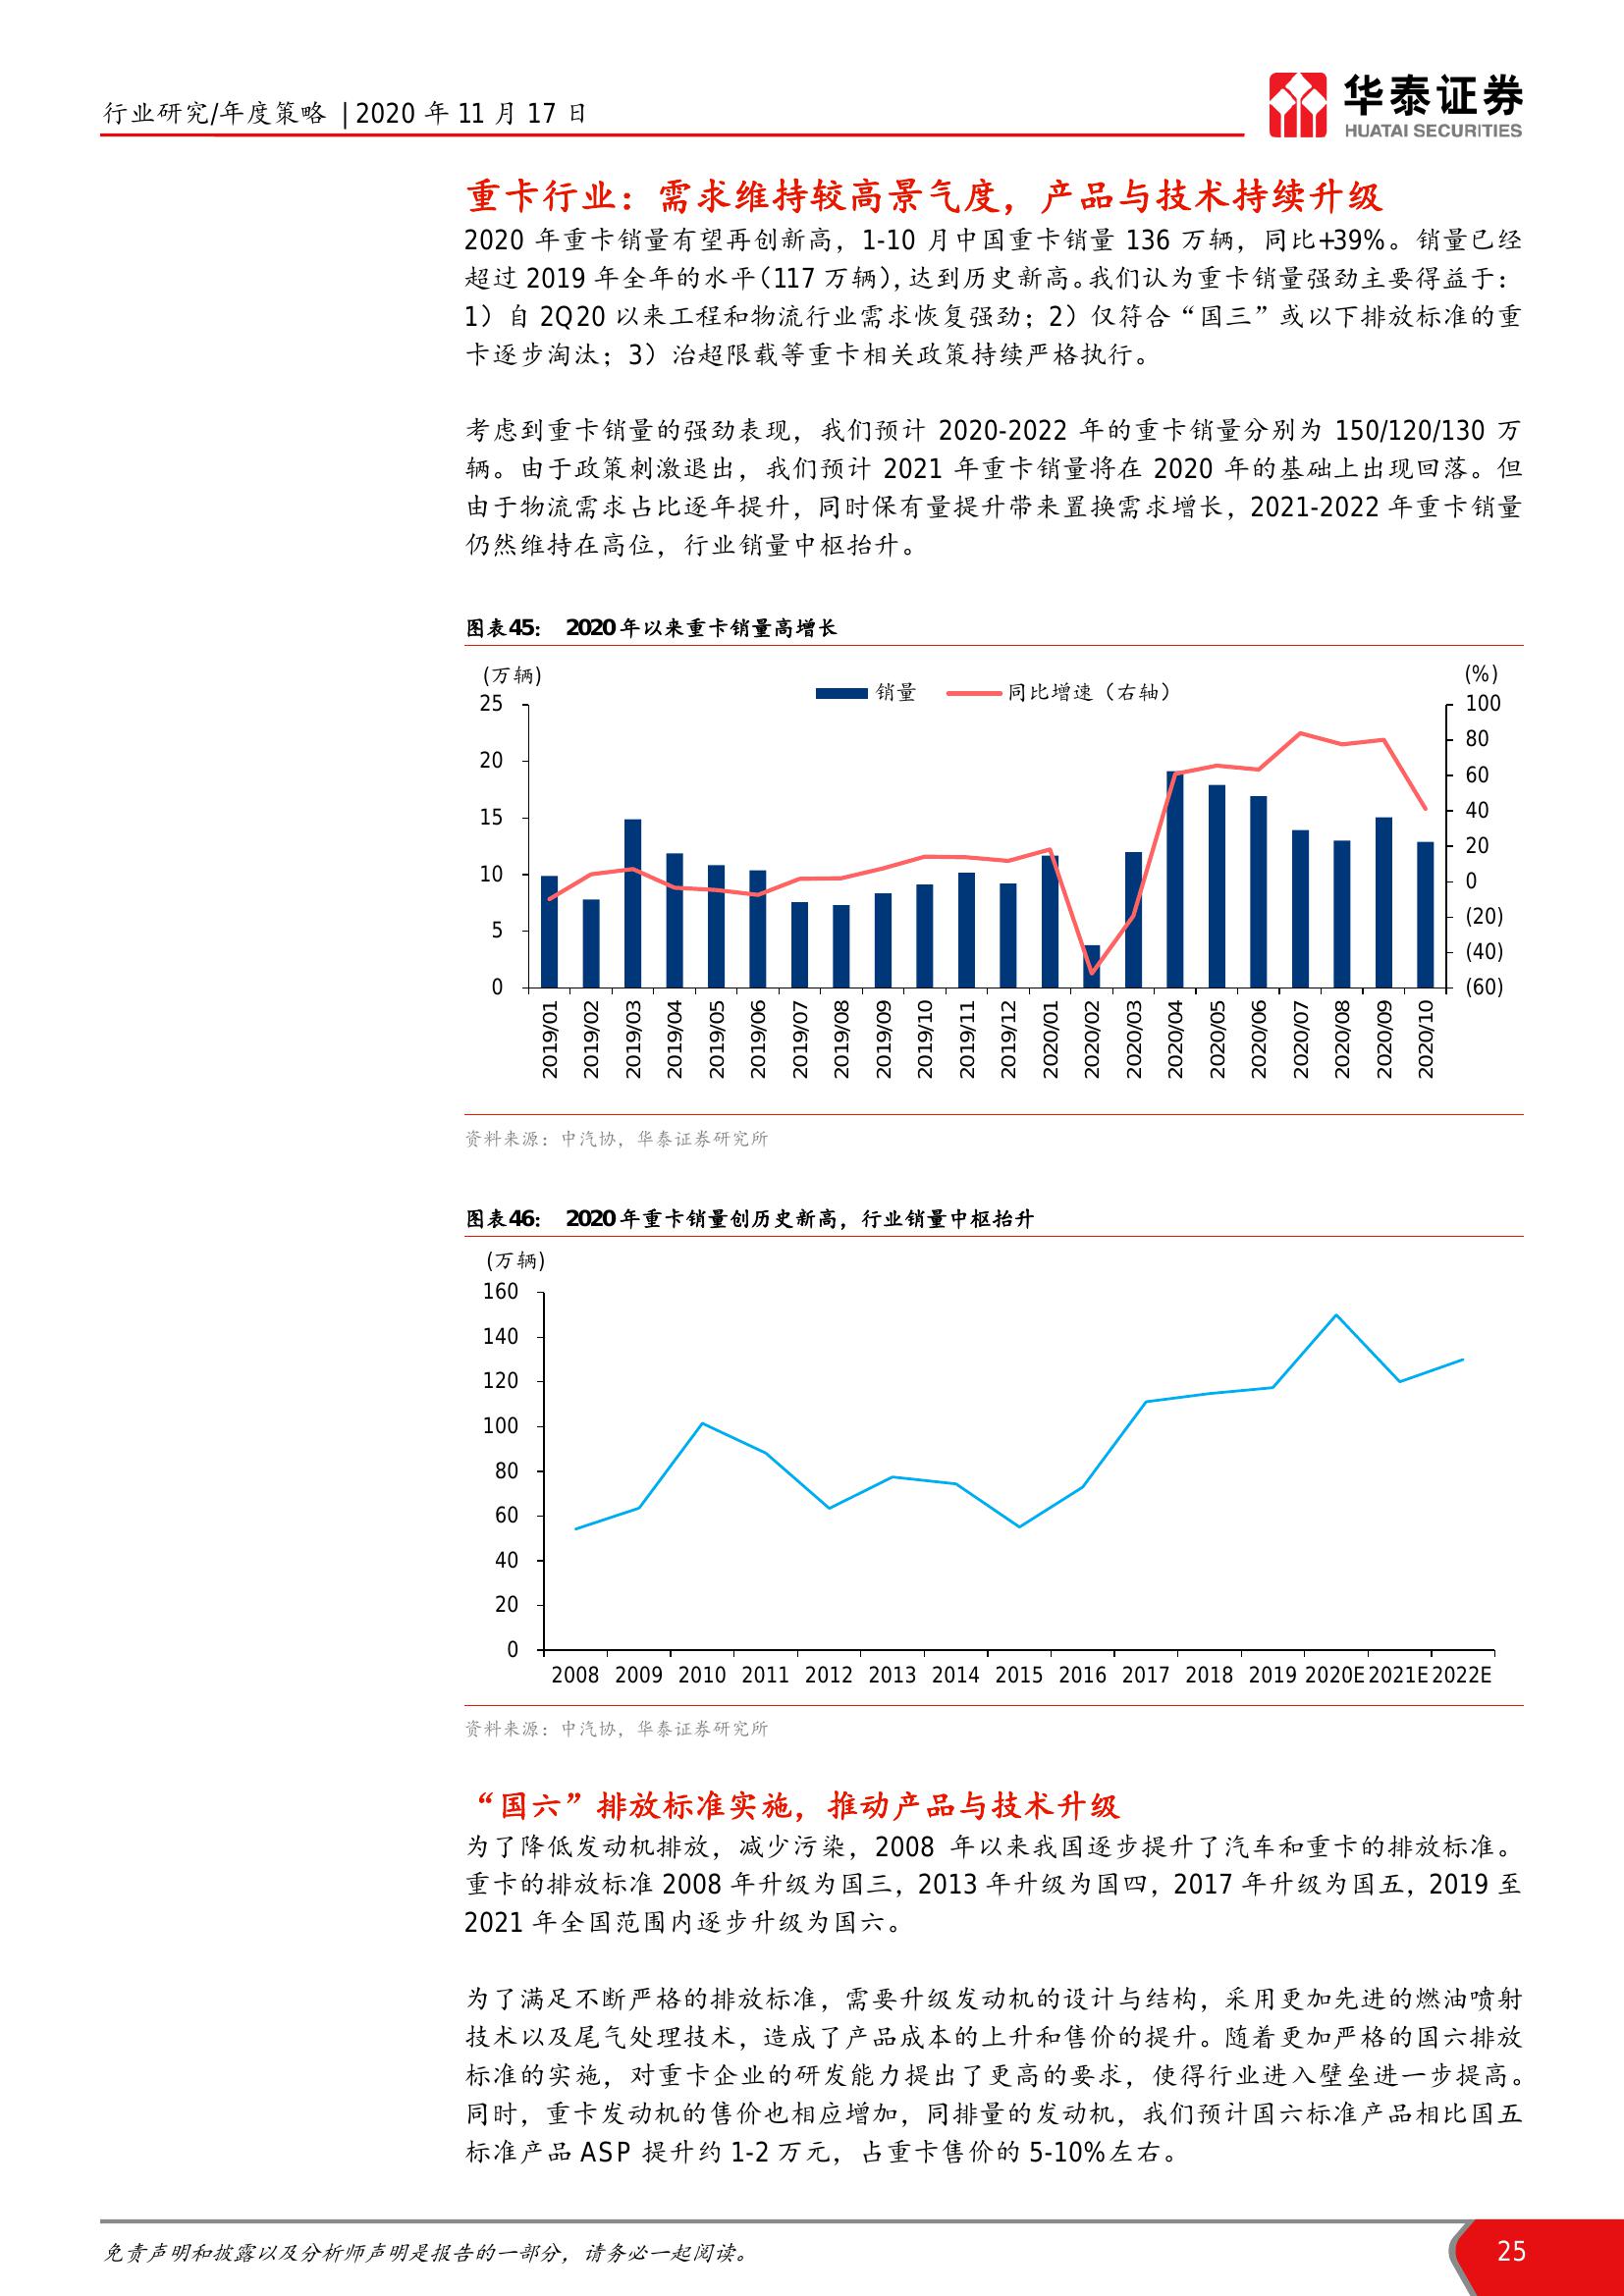 行业研究/年度策略 | 2020 年 11 月 17 日
华泰证券
HUATAI SECURITIES
重卡行业：需求维持较高景气度，产品与技术持续升级
2020 年重卡销量有望再创新高，1-10 月中国重卡销量 136 万辆，同比+39%。销量已经
超过 2019 年全年的水平（117 万辆），达到历史新高。我们认为重卡销量强劲主要得益于：
1）自 2Q20 以来工程和物流行业需求恢复强劲；2）仅符合“国三”或以下排放标准的重
卡逐步淘汰；3）治超限载等重卡相关政策持续严格执行。
考虑到重卡销量的强劲表现，我们预计 2020-2022 年的重卡销量分别为 150/120/130 万
辆。由于政策刺激退出，我们预计 2021 年重卡销量将在 2020 年的基础上出现回落。但
由于物流需求占比逐年提升，同时保有量提升带来置换需求增长，2021-2022 年重卡销量
仍然维持在高位，行业销量中枢抬升。
图表45： 2020 年以来重卡销量高增长
(万辆)
(%)
销量 同比增速（右轴）
25
20
15
10
5
0
100
80
60
40
20
0
(20)
(40)
(60)
2019/01
2019/02
2019/03
2019/04
2019/05
2019/06
2019/07
2019/08
2019/09
2019/10
2019/11
2019/12
2020/01
2020/02
2020/03
2020/04
2020/05
2020/06
2020/07
2020/08
2020/09
2020/10
资料来源：中汽协，华泰证券研究所
图表46： 2020 年重卡销量创历史新高，行业销量中枢抬升
(万辆)
160
140
120
100
80
60
40
20
0
2008 2009 2010 2011 2012 2013 2014 2015 2016 2017 2018 2019 2020E 2021E 2022E
资料来源：中汽协，华泰证券研究所
“国六”排放标准实施，推动产品与技术升级
为了降低发动机排放，减少污染，2008 年以来我国逐步提升了汽车和重卡的排放标准。
重卡的排放标准 2008 年升级为国三，2013 年升级为国四，2017 年升级为国五，2019 至
2021 年全国范围内逐步升级为国六。
为了满足不断严格的排放标准，需要升级发动机的设计与结构，采用更加先进的燃油喷射
技术以及尾气处理技术，造成了产品成本的上升和售价的提升。随着更加严格的国六排放
标准的实施，对重卡企业的研发能力提出了更高的要求，使得行业进入壁垒进一步提高。
同时，重卡发动机的售价也相应增加，同排量的发动机，我们预计国六标准产品相比国五
标准产品 ASP 提升约 1-2 万元，占重卡售价的 5-10%左右。
免责声明和披露以及分析师声明是报告的一部分，请务必一起阅读。
25